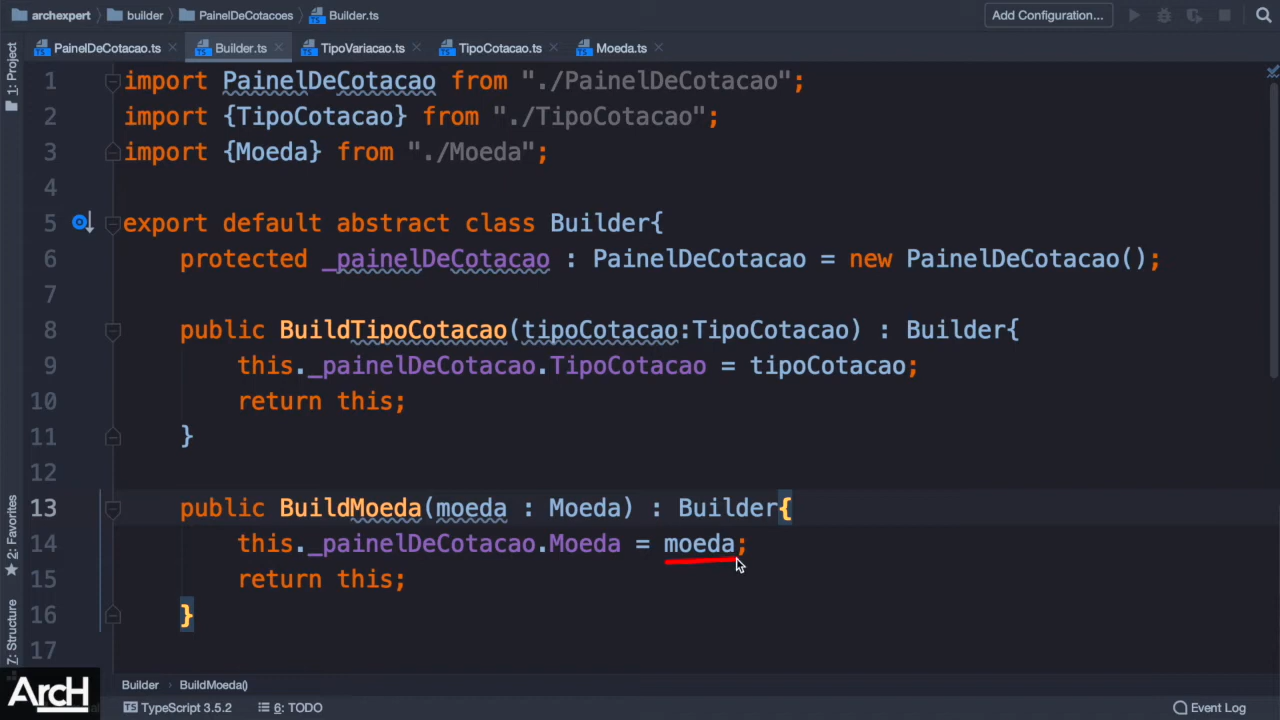 archexpert builder PainelDeCotacoes Builder.ts Add Configuration...
PainelDeCotacao.ts Builder.ts TipoVariacao.ts TipoCotacao.ts Moeda.ts
1: Project
1 import PainelDeCotacao from "./PainelDeCotacao";
2 import {TipoCotacao} from "./TipoCotacao";
3 import {Moeda} from "./Moeda";
4
5 export default abstract class Builder{
6 protected _painelDeCotacao : PainelDeCotacao = new PainelDeCotacao();
7
8 public BuildTipoCotacao(tipoCotacao:TipoCotacao) : Builder{
9 this._painelDeCotacao.TipoCotacao = tipoCotacao;
10 return this;
11 }
12
13 public BuildMoeda(moeda : Moeda) : Builder{
14 this._painelDeCotacao.Moeda = moeda;
15 return this;
16 }
17
2: Favorites
7: Structure
Builder BuildMoeda()
ArcH
TypeScript 3.5.2 6: TODO Event Log